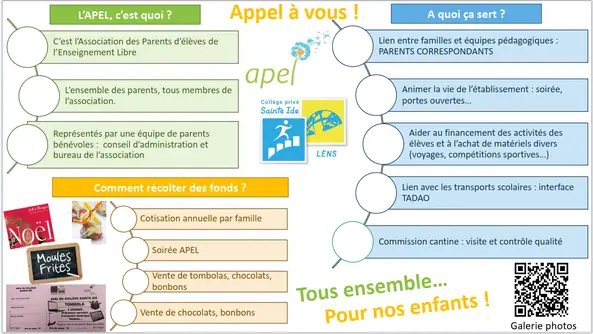 L'APEL, c'est quoi ?
Appel à vous !
A quoi ça sert ?
C'est l'Association des Parents d'élèves de
l'Enseignement Libre
L'ensemble des parents, tous membres de
l'association.
Représentés par une équipe de parents
bénévoles : conseil d'administration et
bureau de l'association
apel
Collège privé
Sainte Ide
LENS
Lien entre familles et équipes pédagogiques :
PARENTS CORRESPONDANTS
Animer la vie de l'établissement : soirée,
portes ouvertes...
Aider au financement des activités des
élèves et à l'achat de matériels divers
(voyages, compétitions sportives...)
Lien avec les transports scolaires : interface
TADAO
Commission cantine : visite et contrôle qualité
Comment récolter des fonds ?
Cotisation annuelle par famille
Soirée APEL
Vente de tombolas, chocolats,
bonbons
Vente de chocolats, bonbons
NOËL
MOULES
FRITES
TOMBOLA
Tous ensemble...
Pour nos enfants !
Galerie photos